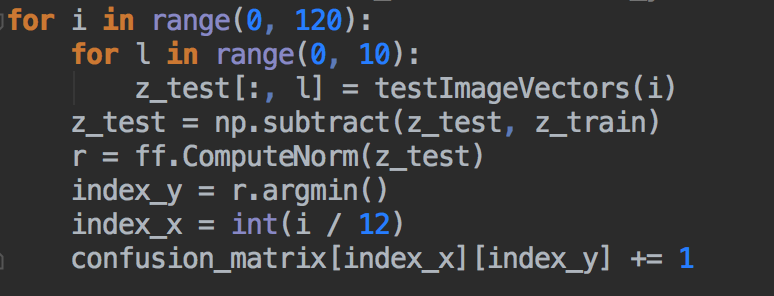 for i in range(0, 120):
    for l in range(0, 10):
        z_test[:, l] = testImageVectors(i)
    z_test = np.subtract(z_test, z_train)
    r = ff.ComputeNorm(z_test)
    index_y = r.argmin()
    index_x = int(i / 12)
    confusion_matrix[index_x][index_y] += 1